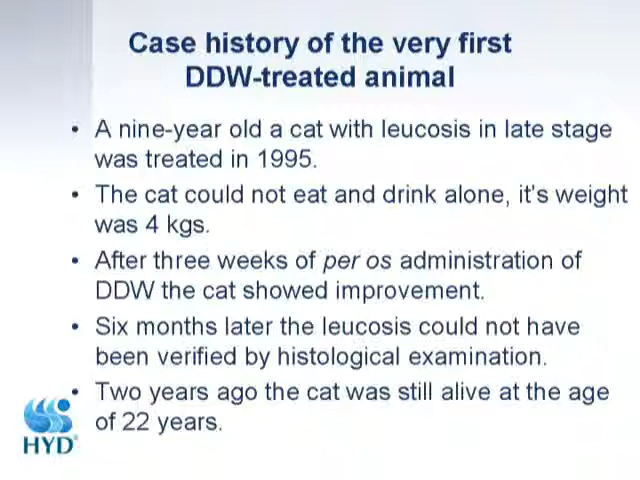 Case history of the very first
DDW-treated animal
• A nine-year old a cat with leucosis in late stage
was treated in 1995.
• The cat could not eat and drink alone, it's weight
was 4 kgs.
• After three weeks of per os administration of
DDW the cat showed improvement.
• Six months later the leucosis could not have
been verified by histological examination.
• Two years ago the cat was still alive at the age
of 22 years.
HYD